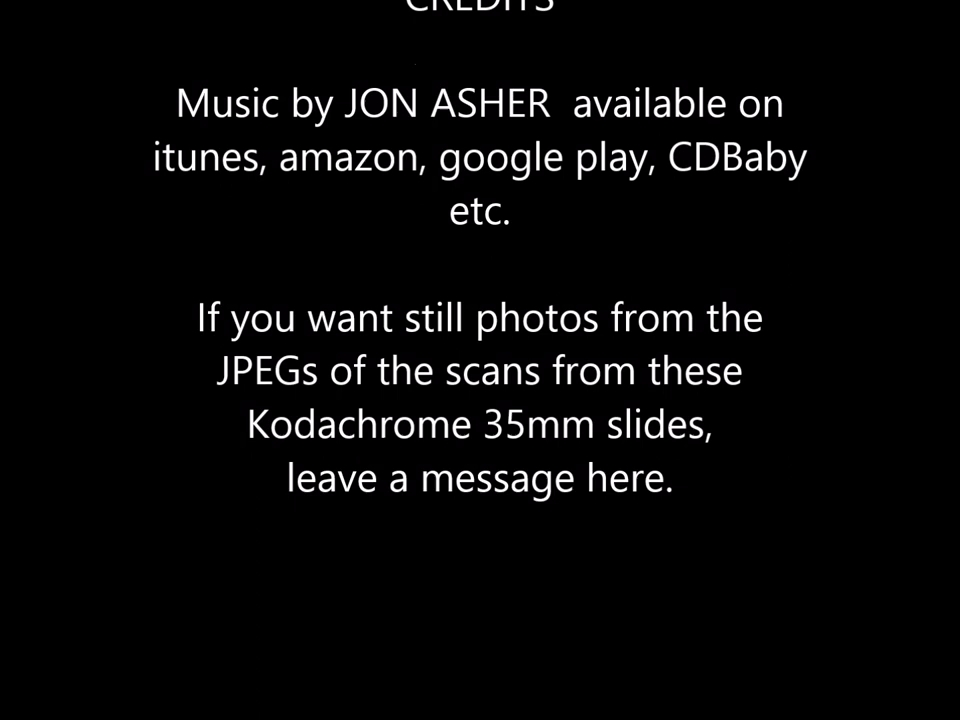 CREDITS
Music by JON ASHER  available on
itunes, amazon, google play, CDBaby
etc.
If you want still photos from the
JPEGs of the scans from these
Kodachrome 35mm slides,
leave a message here.